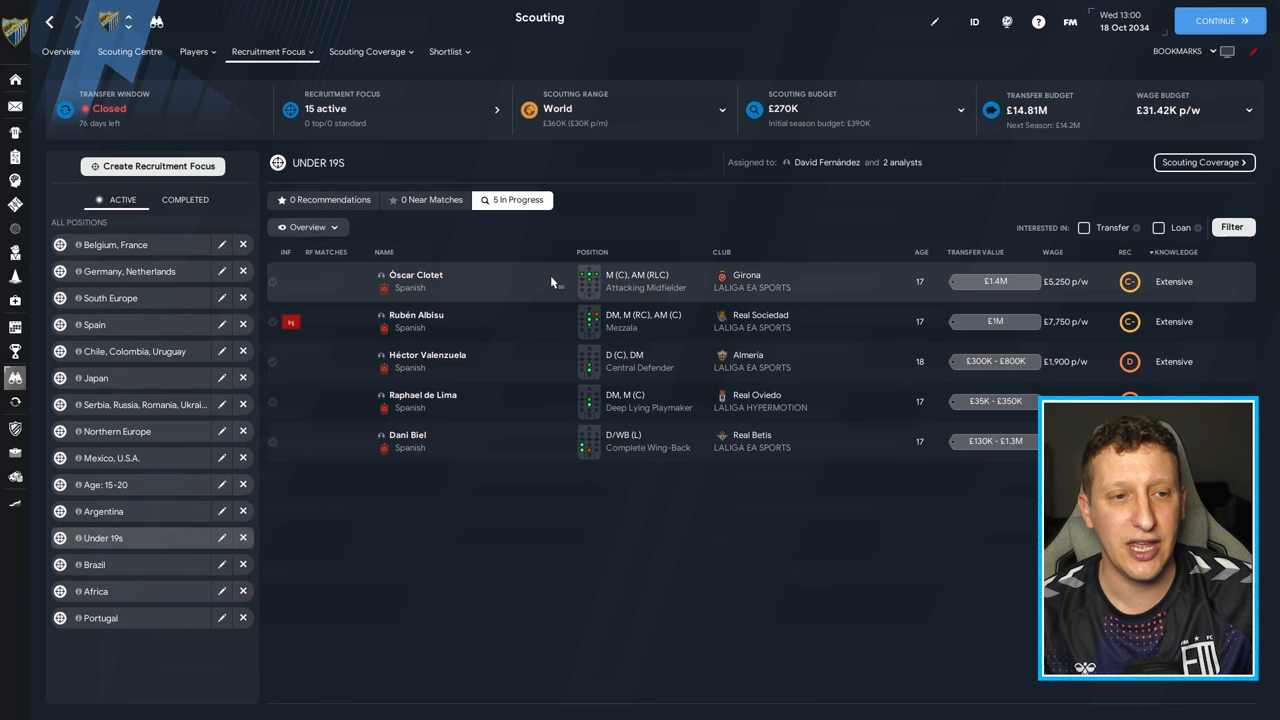 Scouting
ID
FM
Wed 13:00
18 Oct 2034
CONTINUE
Overview
Scouting Centre
Players
Recruitment Focus
Scouting Coverage
Shortlist
BOOKMARKS
TRANSFER WINDOW
Closed
76 days left
RECRUITMENT FOCUS
15 active
0 top/0 standard
SCOUTING RANGE
World
£360K (£30K p/m)
SCOUTING BUDGET
£270K
Initial season budget: £390K
TRANSFER BUDGET
£14.81M
Next Season: £14.2M
WAGE BUDGET
£31.42K p/w
Create Recruitment Focus
UNDER 19S
Assigned to: David Fernández and 2 analysts
Scouting Coverage
ACTIVE
COMPLETED
0 Recommendations
0 Near Matches
5 In Progress
ALL POSITIONS
Overview
INTERESTED IN: Transfer Loan
Filter
Belgium, France
Germany, Netherlands
South Europe
Spain
Chile, Colombia, Uruguay
Japan
Serbia, Russia, Romania, Ukrai...
Northern Europe
Mexico, U.S.A.
Age: 15-20
Argentina
Under 19s
Brazil
Africa
Portugal
INF RF MATCHES NAME POSITION CLUB AGE TRANSFER VALUE WAGE REC KNOWLEDGE
Òscar Clotet M (C), AM (RLC) Girona 17 £1.4M £5,250 p/w C- Extensive
Spanish Attacking Midfielder LALIGA EA SPORTS
Inj Rubén Albisu DM, M (RC), AM (C) Real Sociedad 17 £1M £7,750 p/w C- Extensive
Spanish Mezzala LALIGA EA SPORTS
Héctor Valenzuela D (C), DM Almería 18 £300K - £800K £1,900 p/w D Extensive
Spanish Central Defender LALIGA EA SPORTS
Raphael de Lima DM, M (C) Real Oviedo 17 £35K - £350K
Spanish Deep Lying Playmaker LALIGA HYPERMOTION
Dani Biel D/WB (L) Real Betis 17 £130K - £1.3M
Spanish Complete Wing-Back LALIGA EA SPORTS